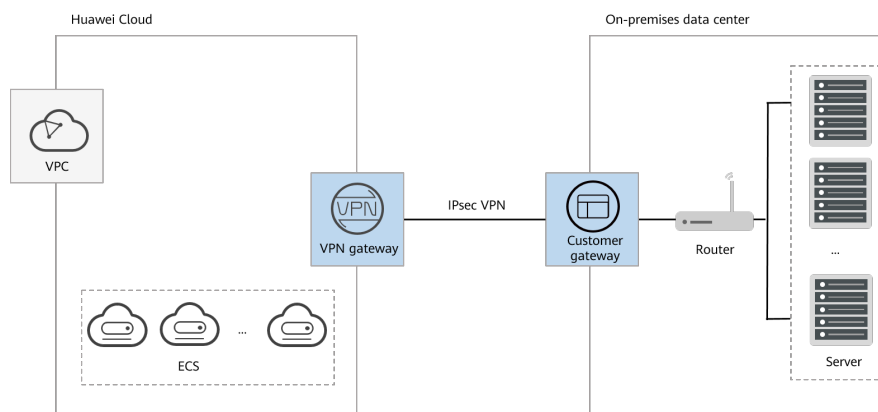 Huawei Cloud
On-premises data center
VPC
VPN
VPN gateway
IPsec VPN
Customer
gateway
Router
...
...
ECS
Server